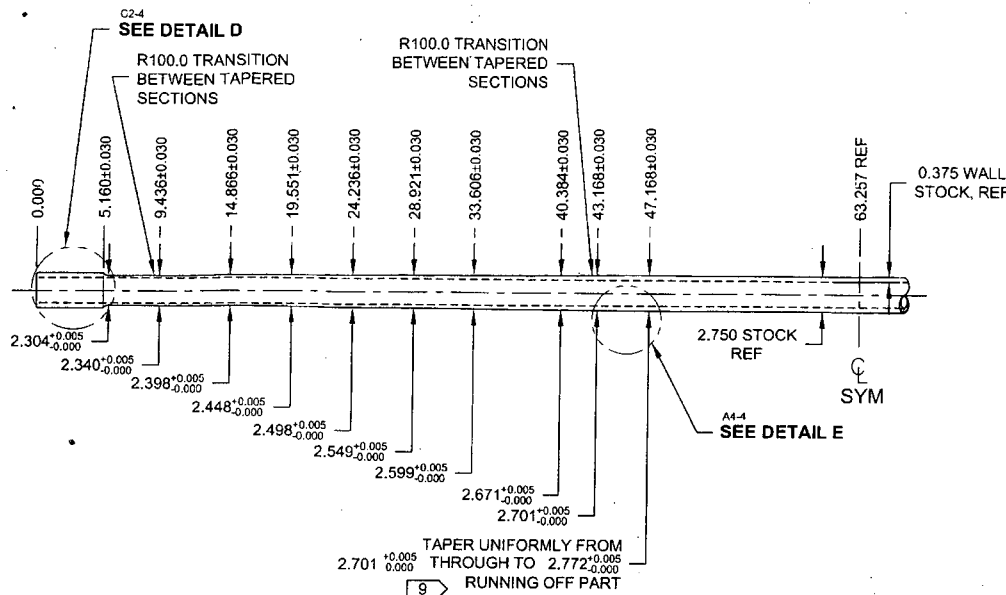 C2-4
SEE DETAIL D
R100.0 TRANSITION
BETWEEN TAPERED
SECTIONS
R100.0 TRANSITION
BETWEEN TAPERED
SECTIONS
0.000
5.160±0.030
9.436±0.030
14.866±0.030
19.551±0.030
24.236±0.030
28.921±0.030
33.606±0.030
40.384±0.030
43.168±0.030
47.168±0.030
63.257 REF
0.375 WALL
STOCK, REF
2.304 +0.005 -0.000
2.340 +0.005 -0.000
2.398 +0.005 -0.000
2.448 +0.005 -0.000
2.498 +0.005 -0.000
2.549 +0.005 -0.000
2.599 +0.005 -0.000
2.671 +0.005 -0.000
2.701 +0.005 -0.000
2.750 STOCK
REF
℄
SYM
A4-4
SEE DETAIL E
TAPER UNIFORMLY FROM
2.701 +0.005 0.000 THROUGH TO 2.772 +0.005 -0.000
RUNNING OFF PART
9